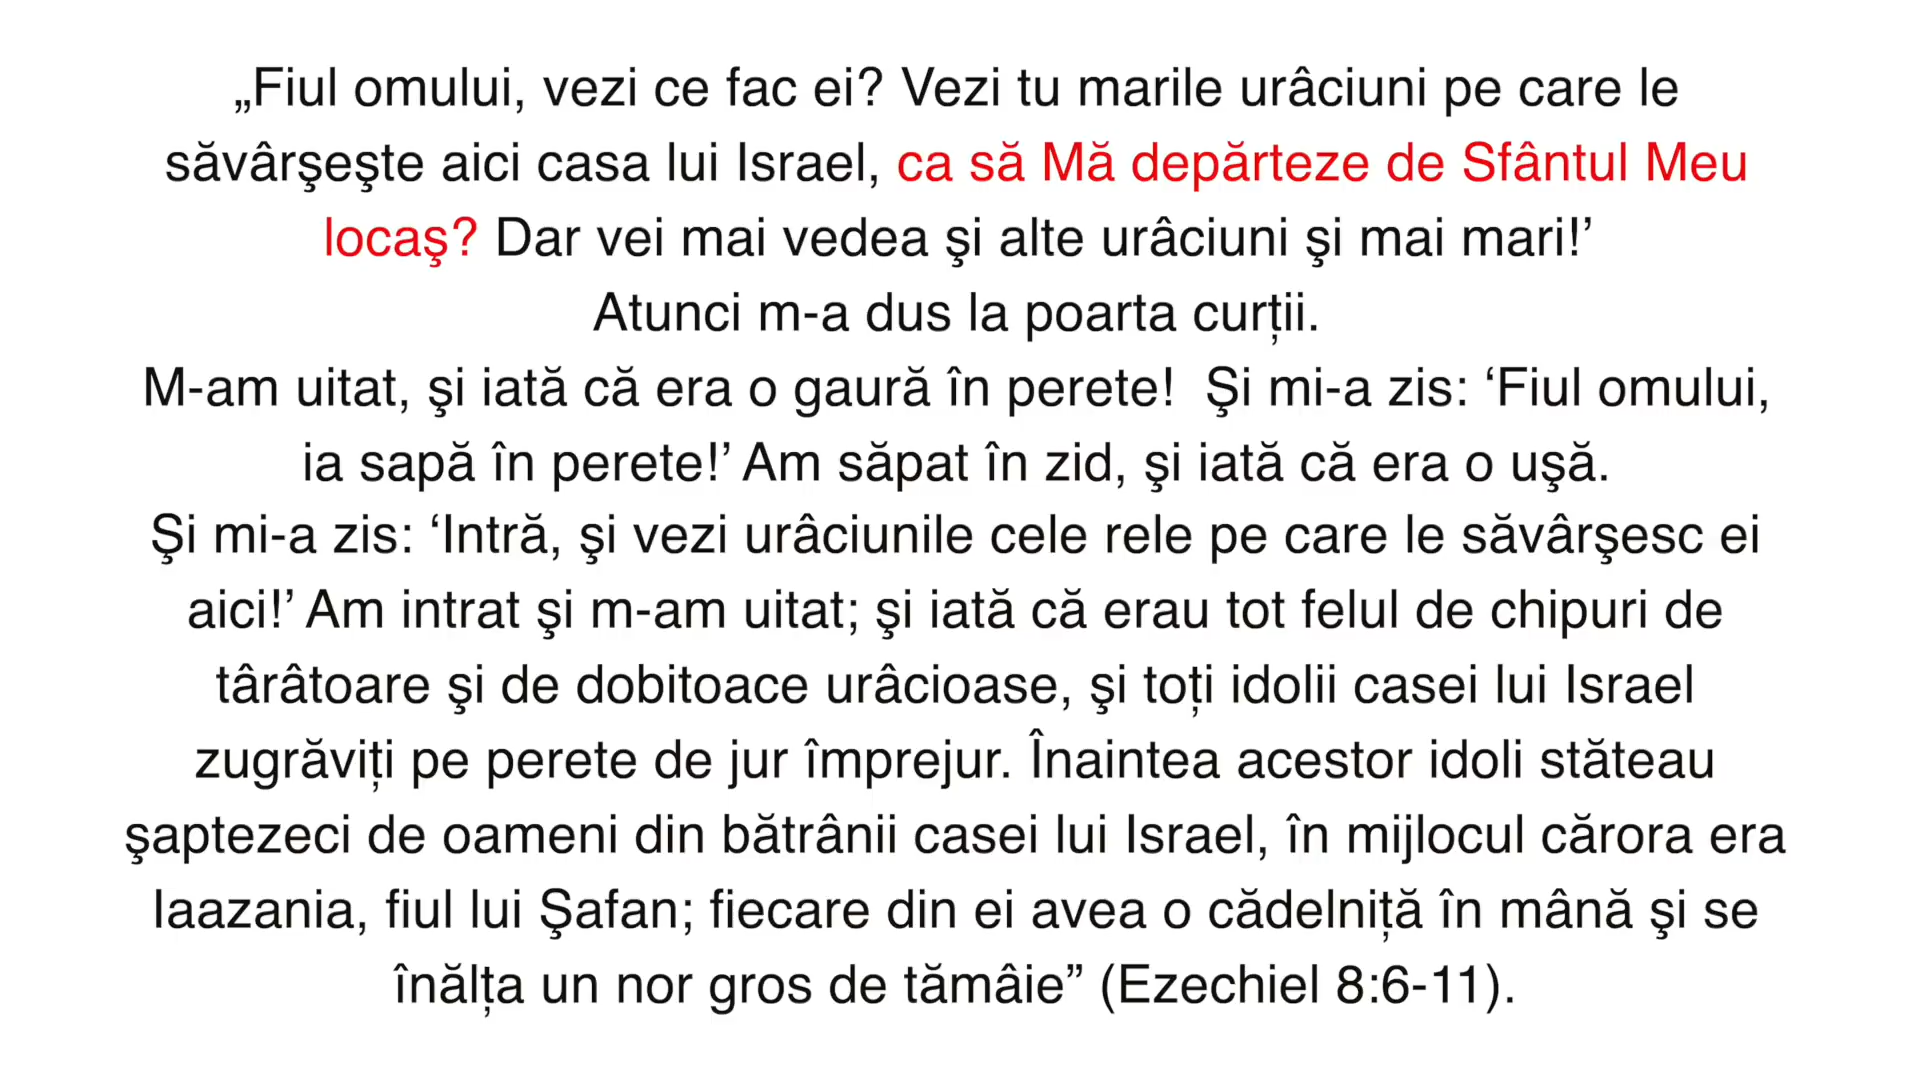 „Fiul omului, vezi ce fac ei? Vezi tu marile urâciuni pe care le
săvârşeşte aici casa lui Israel, ca să Mă depărteze de Sfântul Meu
locaş? Dar vei mai vedea şi alte urâciuni şi mai mari!’
Atunci m-a dus la poarta curții.
M-am uitat, şi iată că era o gaură în perete!  Şi mi-a zis: ‘Fiul omului,
ia sapă în perete!’ Am săpat în zid, şi iată că era o uşă.
Şi mi-a zis: ‘Intră, şi vezi urâciunile cele rele pe care le săvârşesc ei
aici!’ Am intrat şi m-am uitat; şi iată că erau tot felul de chipuri de
târâtoare şi de dobitoace urâcioase, şi toți idolii casei lui Israel
zugrăviți pe perete de jur împrejur. Înaintea acestor idoli stăteau
şaptezeci de oameni din bătrânii casei lui Israel, în mijlocul cărora era
Iaazania, fiul lui Şafan; fiecare din ei avea o cădelniță în mână şi se
înălța un nor gros de tămâie” (Ezechiel 8:6-11).